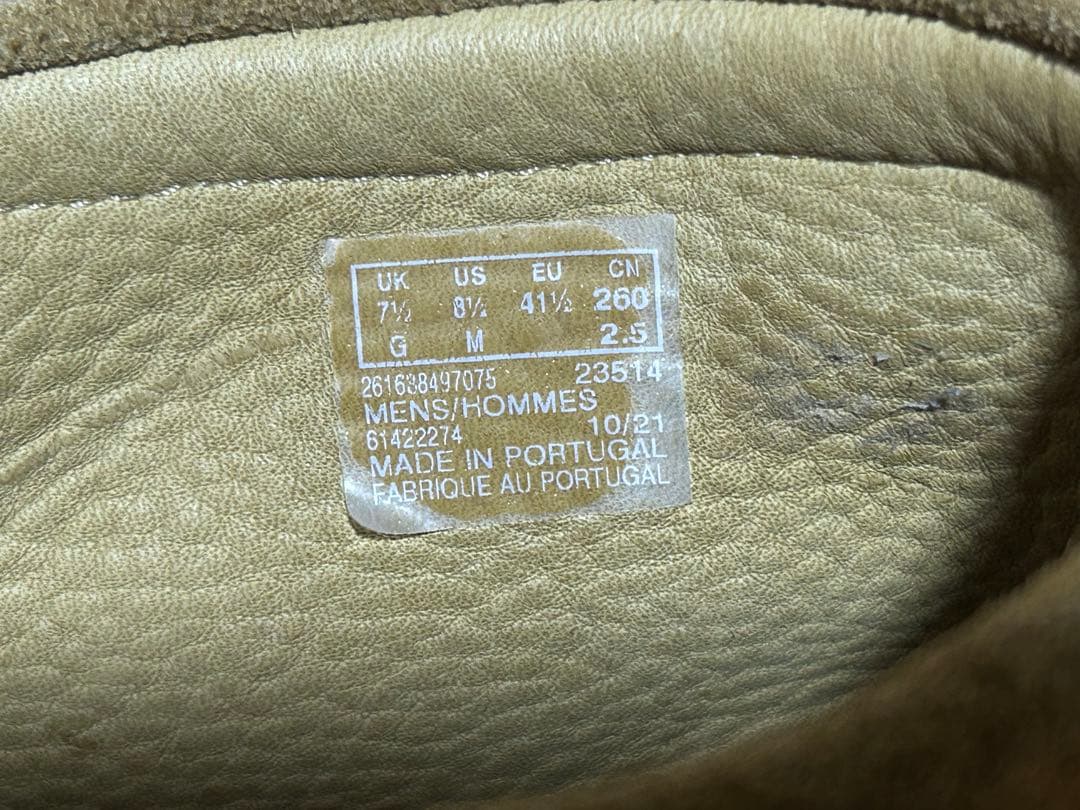 UK US EU CN
7½ 8½ 41½ 260
G M 2.5
261638497075 23514
MENS/HOMMES
61422274 10/21
MADE IN PORTUGAL
FABRIQUE AU PORTUGAL